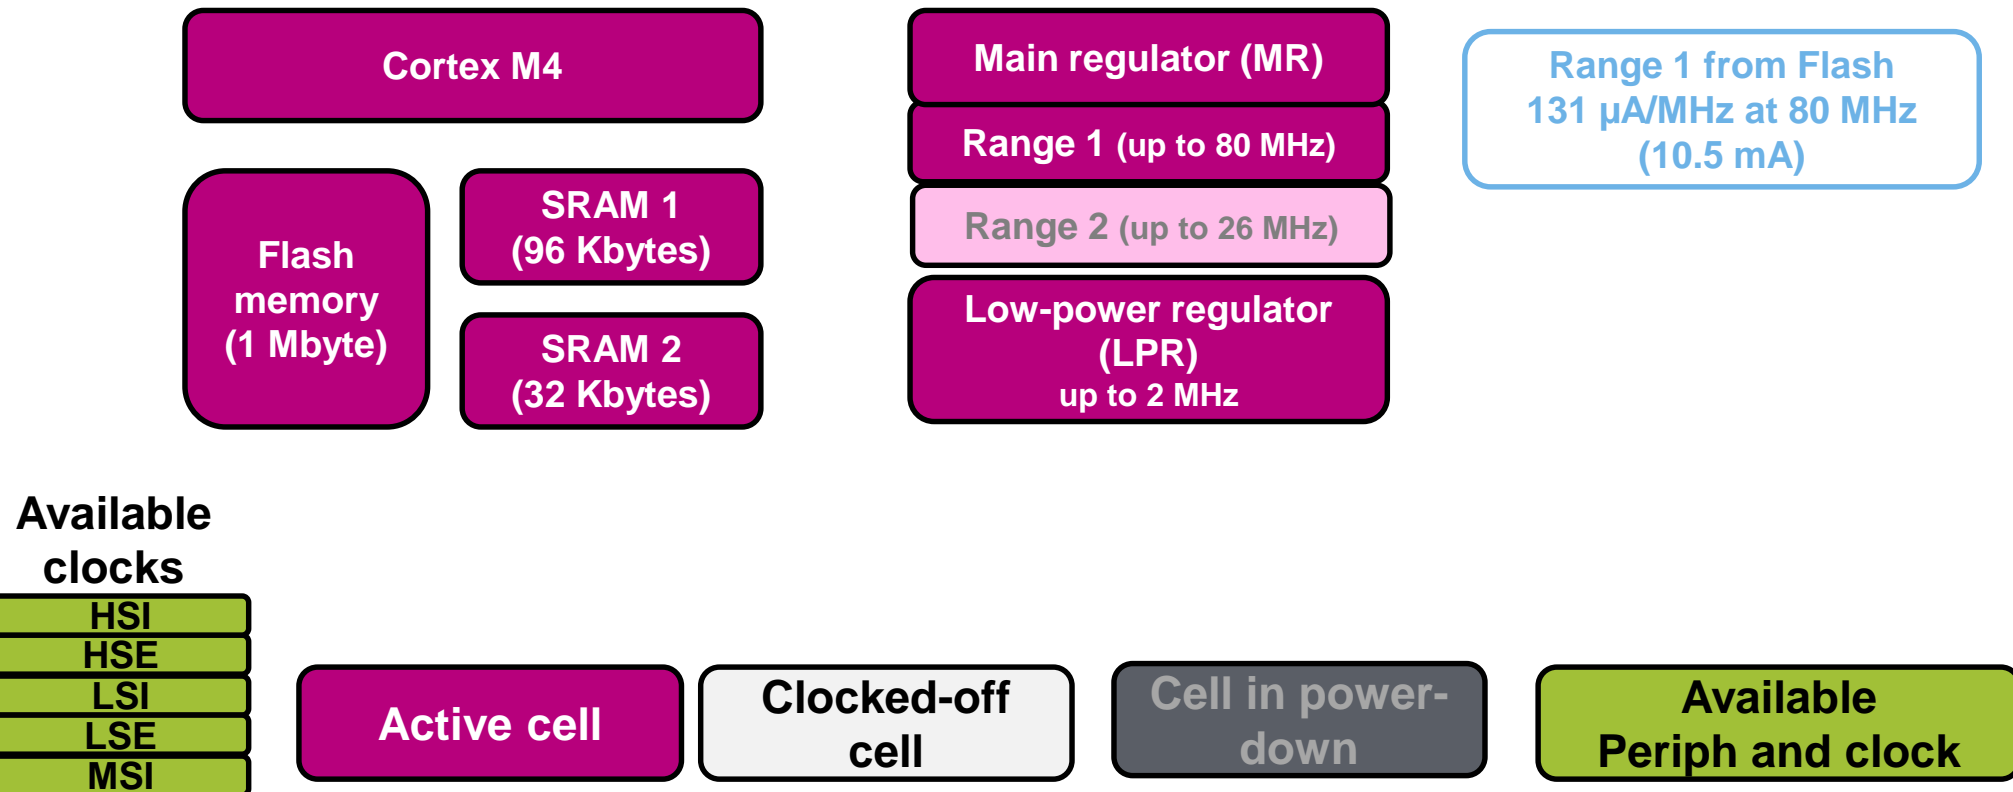 Cortex M4
Flash
memory
(1 Mbyte)
SRAM 1
(96 Kbytes)
SRAM 2
(32 Kbytes)
Main regulator (MR)
Range 1 (up to 80 MHz)
Range 2 (up to 26 MHz)
Low-power regulator
(LPR)
up to 2 MHz
Range 1 from Flash
131 µA/MHz at 80 MHz
(10.5 mA)
Available
clocks
HSI
HSE
LSI
LSE
MSI
Active cell
Clocked-off
cell
Cell in power-
down
Available
Periph and clock